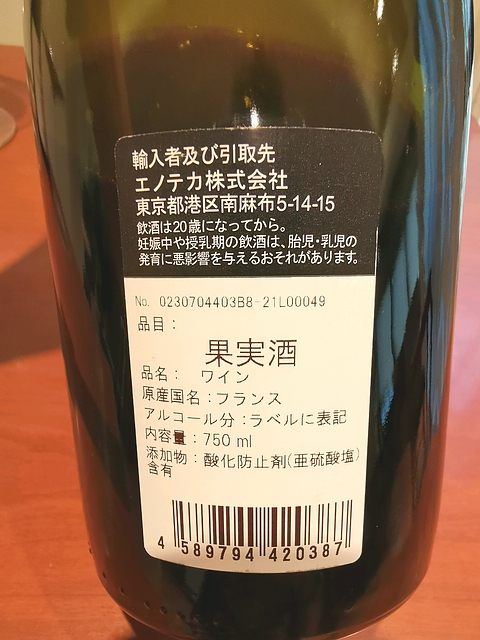 輸入者及び引取先
エノテカ株式会社
東京都港区南麻布5-14-15
飲酒は20歳になってから。
妊娠中や授乳期の飲酒は、胎児・乳児の
発育に悪影響を与えるおそれがあります。
No. 0230704403B8-21L00049
品目：
果実酒
品名： ワイン
原産国名：フランス
アルコール分：ラベルに表記
内容量：750 ml
添加物：酸化防止剤(亜硫酸塩)
含有
4 589794 420387